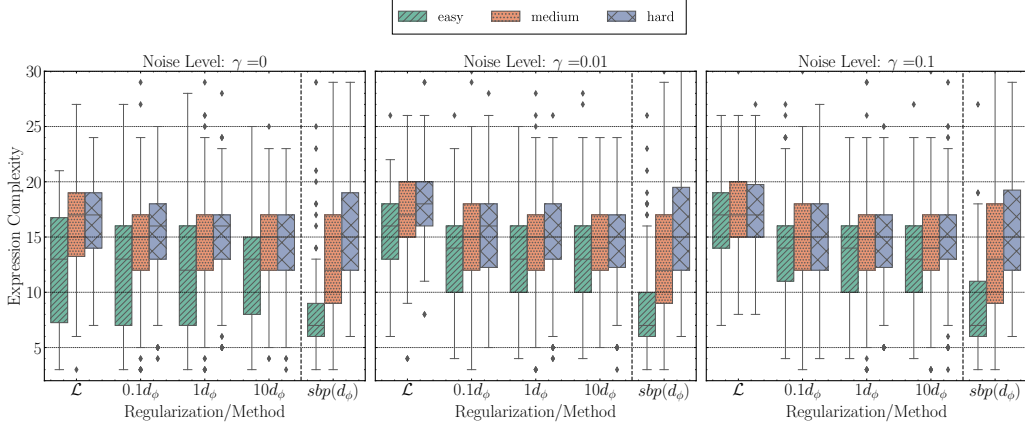 easy medium hard
Noise Level: γ =0 Noise Level: γ =0.01 Noise Level: γ =0.1
Expression Complexity
30
25
20
15
10
5
ℒ 0.1d_ϕ 1d_ϕ 10d_ϕ sbp(d_ϕ) ℒ 0.1d_ϕ 1d_ϕ 10d_ϕ sbp(d_ϕ) ℒ 0.1d_ϕ 1d_ϕ 10d_ϕ sbp(d_ϕ)
Regularization/Method Regularization/Method Regularization/Method